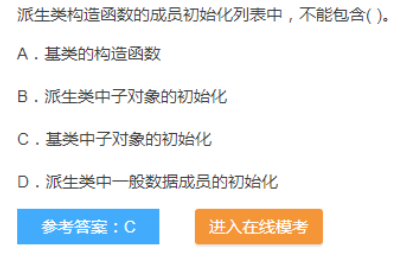 派生类构造函数的成员初始化列表中，不能包含( )。
A．基类的构造函数
B．派生类中子对象的初始化
C．基类中子对象的初始化
D．派生类中一般数据成员的初始化
参考答案：C
进入在线模考